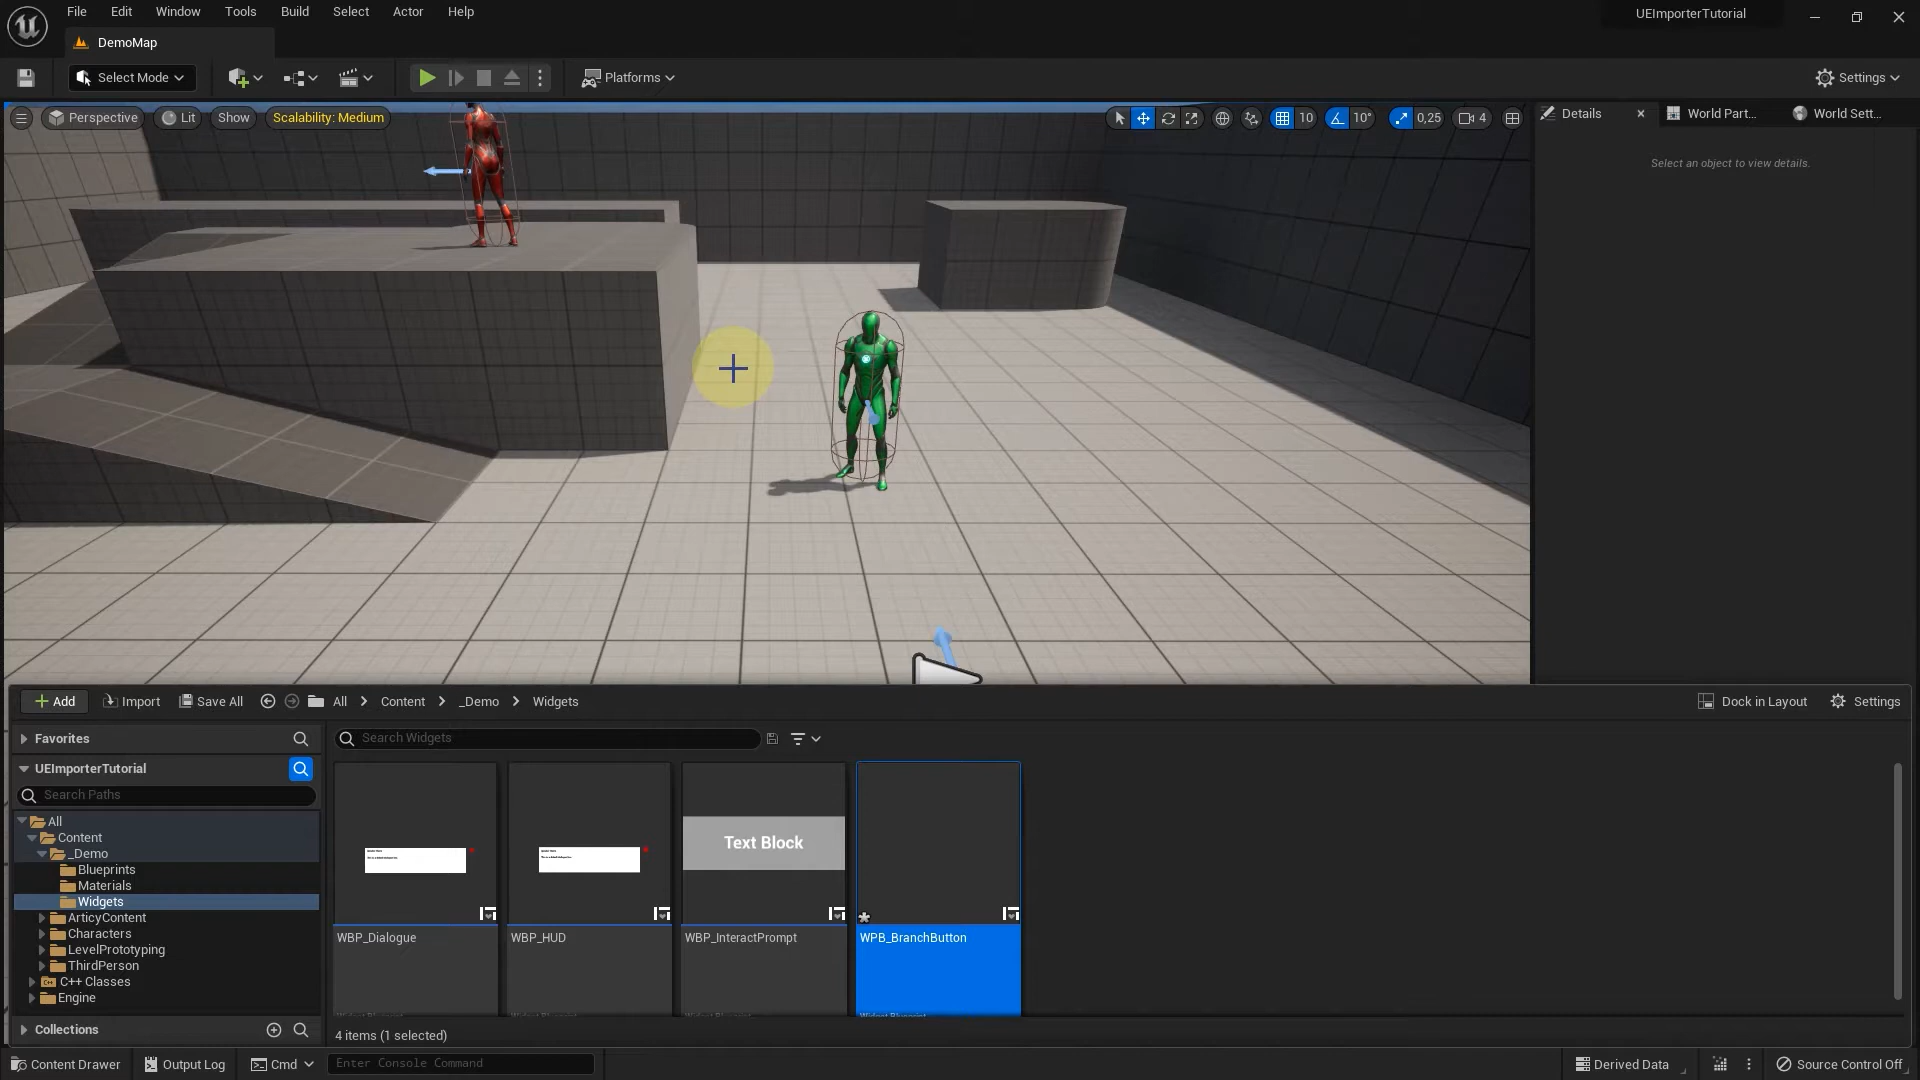 File Edit Window Tools Build Select Actor Help
UEImporterTutorial
DemoMap
Select Mode
Platforms
Settings
Perspective
Lit
Show
Scalability: Medium
10
10°
0,25
4
Details
World Part...
World Sett...
Select an object to view details.
Add
Import
Save All
All
Content
_Demo
Widgets
Dock in Layout
Settings
Favorites
UEImporterTutorial
Search Paths
All
Content
_Demo
Blueprints
Materials
Widgets
ArticyContent
Characters
LevelPrototyping
ThirdPerson
C++ Classes
Engine
Collections
Search Widgets
Text Block
WBP_Dialogue
WBP_HUD
WBP_InteractPrompt
WPB_BranchButton
4 items (1 selected)
Content Drawer
Output Log
Cmd
Enter Console Command
Derived Data
Source Control Off